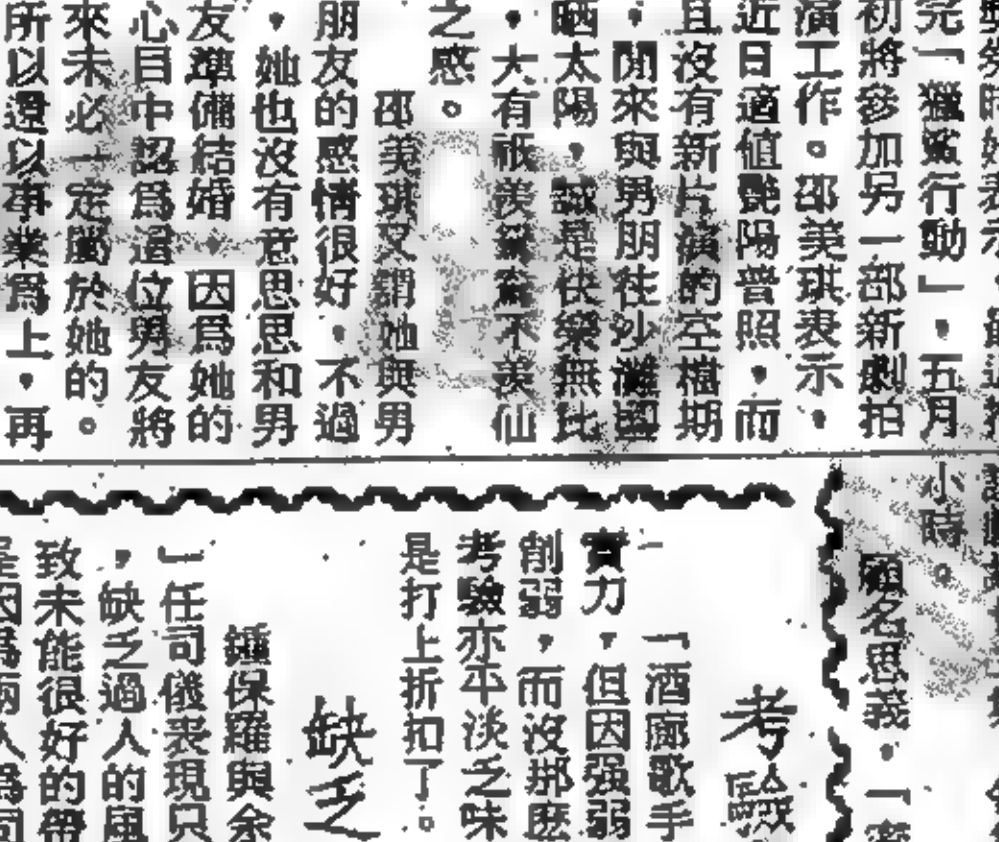 完「獵鯊行動」,五月
初將參加另一部新劇拍
演工作。邵美琪表示,
近日適值艷陽普照,而
且沒有新片演的空檔期
,閒來與男朋往沙灘
晒太陽,誠是快樂無比
,大有祇羨鴛鴦不羨仙
之感。
邵美琪又謂她與男
朋友的感情很好,不過
,她也沒有意思思和男
友準備結婚,因為她的
心目中認為這位男友將
來未必一定屬於她的。
所以還以事業為上,再
小時。
顧名思義,「
考驗
「酒廊歌手
實力,但因强弱
削弱,而沒那麽
考驗亦平淡乏味
是打上折扣了。
缺乏
鍾保羅與余
」任司儀表現只
,缺乏過人的風
致未能很好的帶
是因為兩人為司